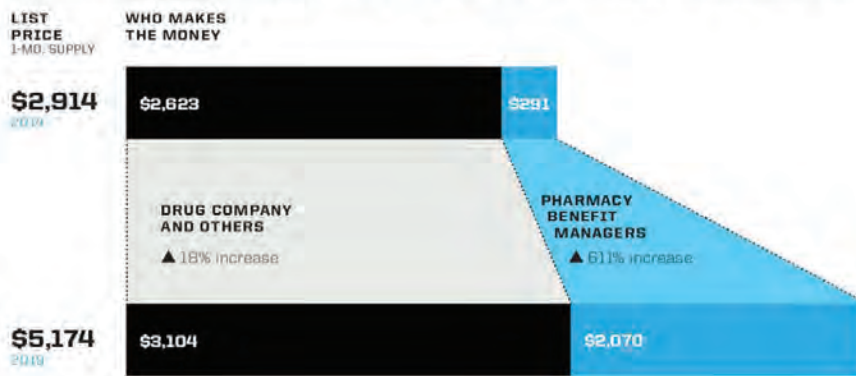 LIST
PRICE
1-MO. SUPPLY
WHO MAKES
THE MONEY
$2,914
2014
$2,623
$291
DRUG COMPANY
AND OTHERS
▲ 18% increase
PHARMACY
BENEFIT
MANAGERS
▲ 611% increase
$5,174
2019
$3,104
$2,070